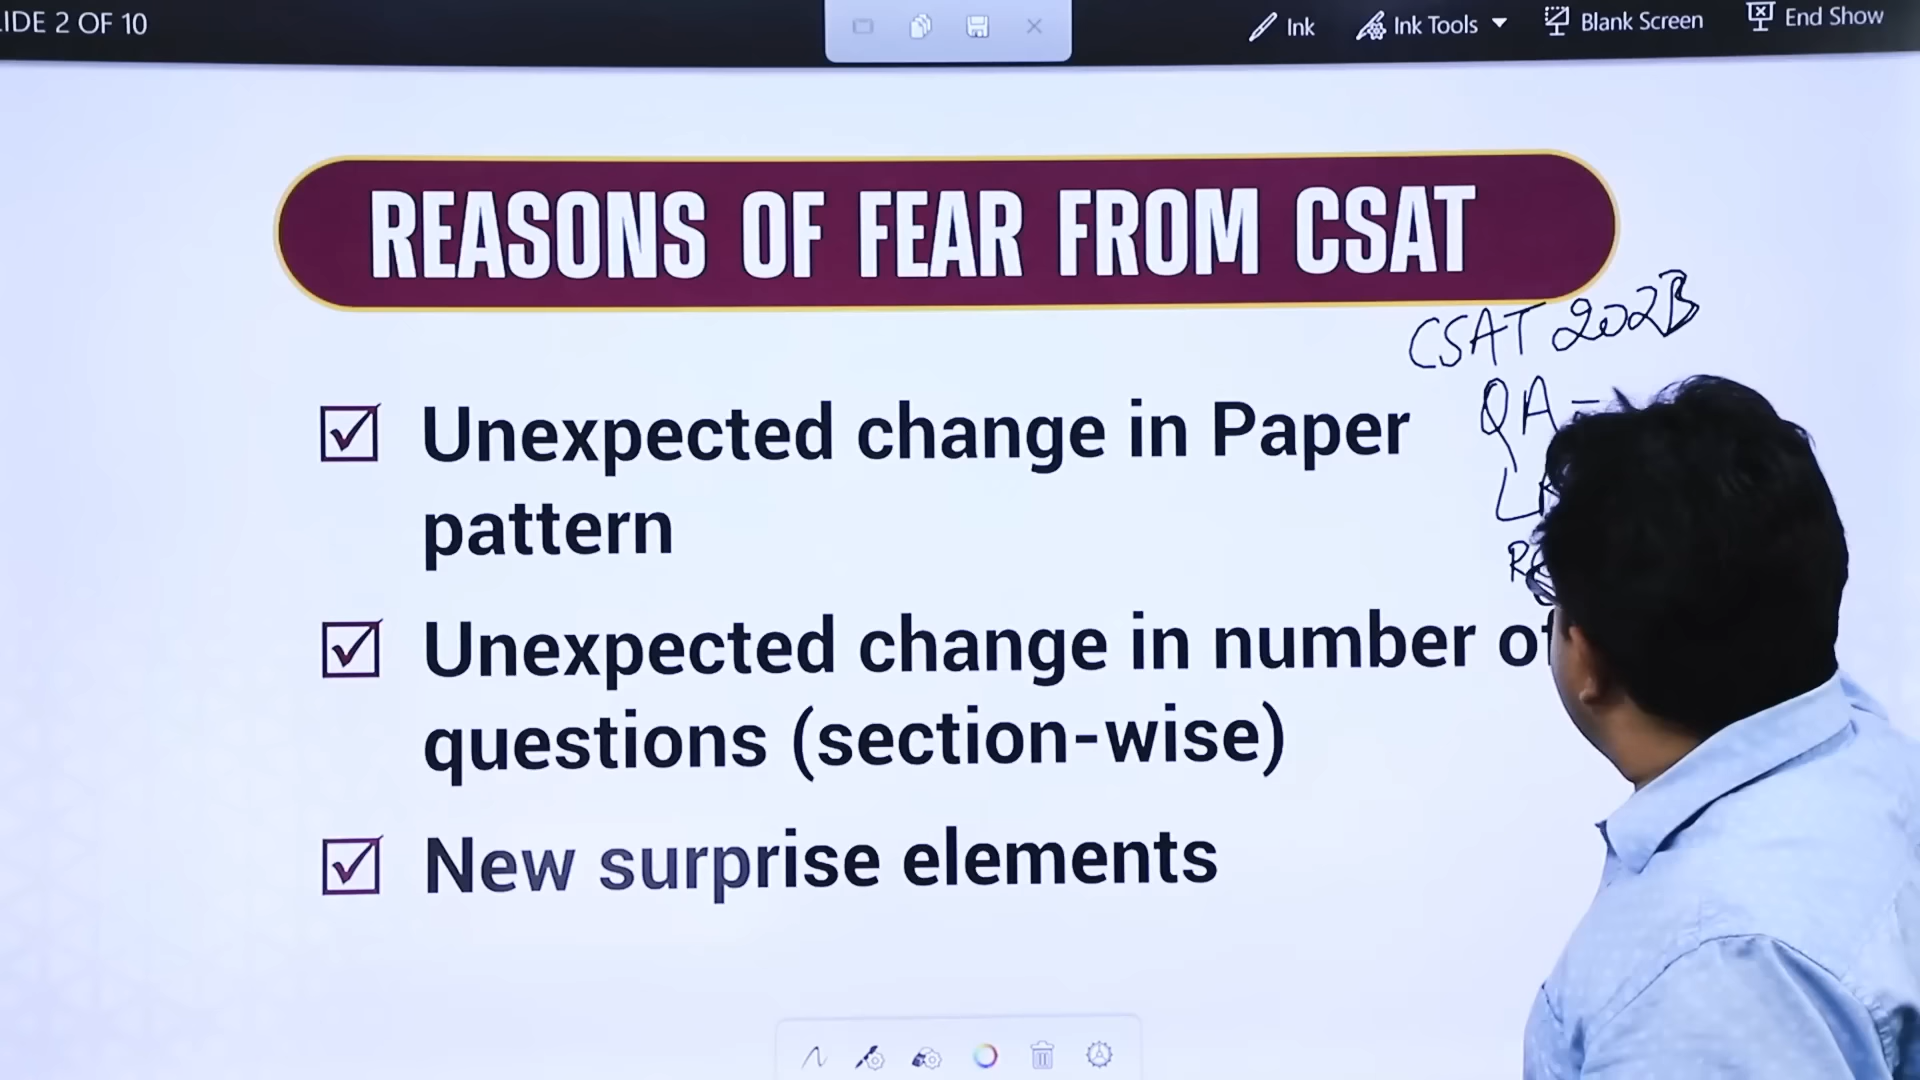 SLIDE 2 OF 10
Ink
Ink Tools
Blank Screen
End Show
REASONS OF FEAR FROM CSAT
CSAT 2023
QA -
Unexpected change in Paper
pattern
Unexpected change in number of
questions (section-wise)
New surprise elements